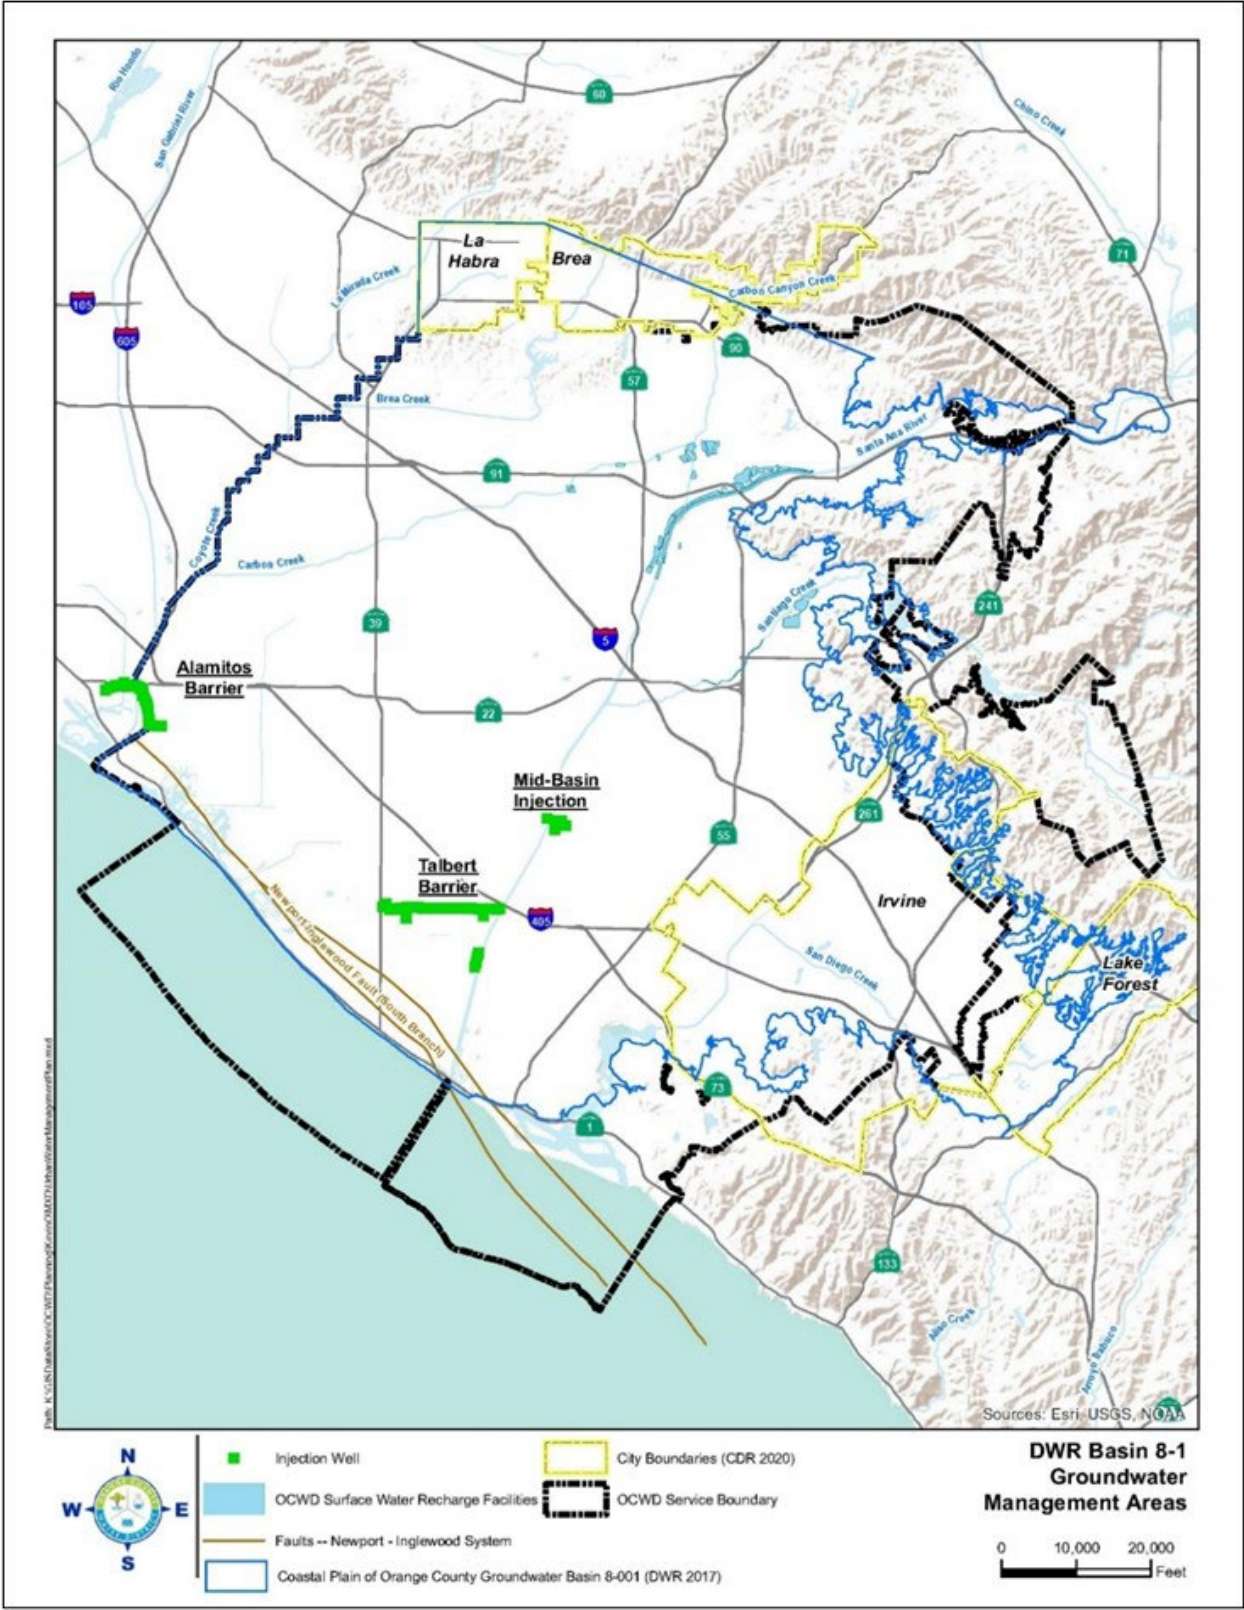 Rio Hondo
San Gabriel River
60
Chino Creek
71
La
Habra
Brea
La Mirada Creek
Carbon Canyon Creek
105
605
90
57
Brea Creek
Santa Ana River
91
Coyote Creek
Carbon Creek
Santiago Creek
241
39
5
Alamitos
Barrier
22
Mid-Basin
Injection
261
55
Talbert
Barrier
405
Irvine
Newport-Inglewood Fault (South Branch)
San Diego Creek
Lake
Forest
73
1
133
Aliso Creek
Arroyo Trabuco
Sources: Esri, USGS, NOAA
N
W
E
S
Injection Well
OCWD Surface Water Recharge Facilities
Faults -- Newport - Inglewood System
Coastal Plain of Orange County Groundwater Basin 8-001 (DWR 2017)
City Boundaries (CDR 2020)
OCWD Service Boundary
DWR Basin 8-1
Groundwater
Management Areas
0 10,000 20,000
Feet